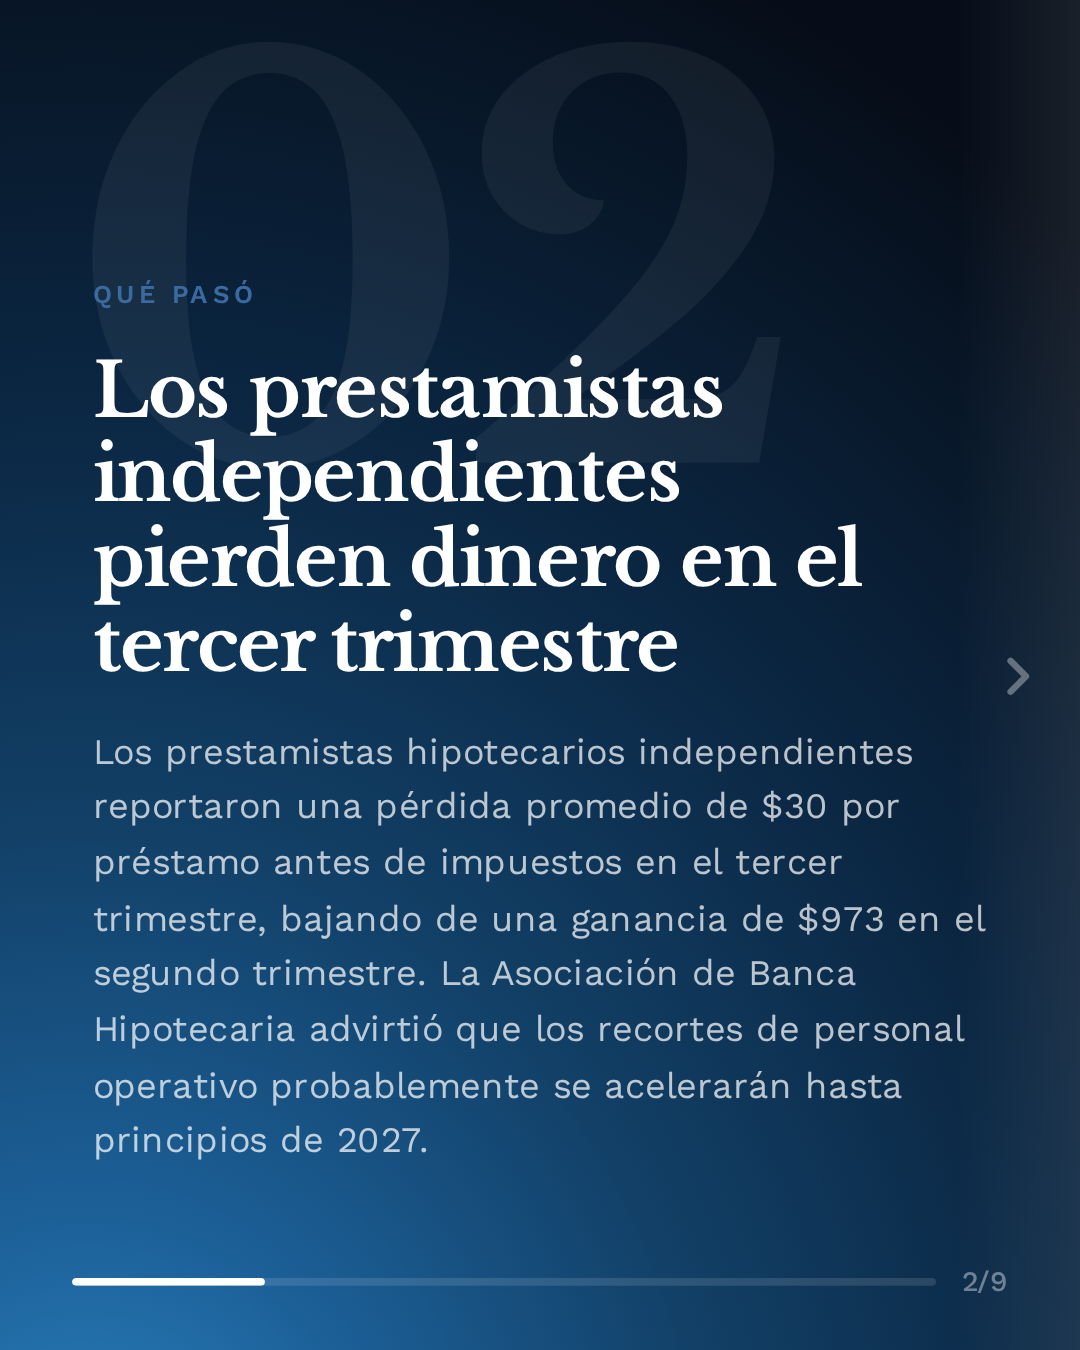 02
QUÉ PASÓ
Los prestamistas
independientes
pierden dinero en el
tercer trimestre
Los prestamistas hipotecarios independientes
reportaron una pérdida promedio de $30 por
préstamo antes de impuestos en el tercer
trimestre, bajando de una ganancia de $973 en el
segundo trimestre. La Asociación de Banca
Hipotecaria advirtió que los recortes de personal
operativo probablemente se acelerarán hasta
principios de 2027.
2/9